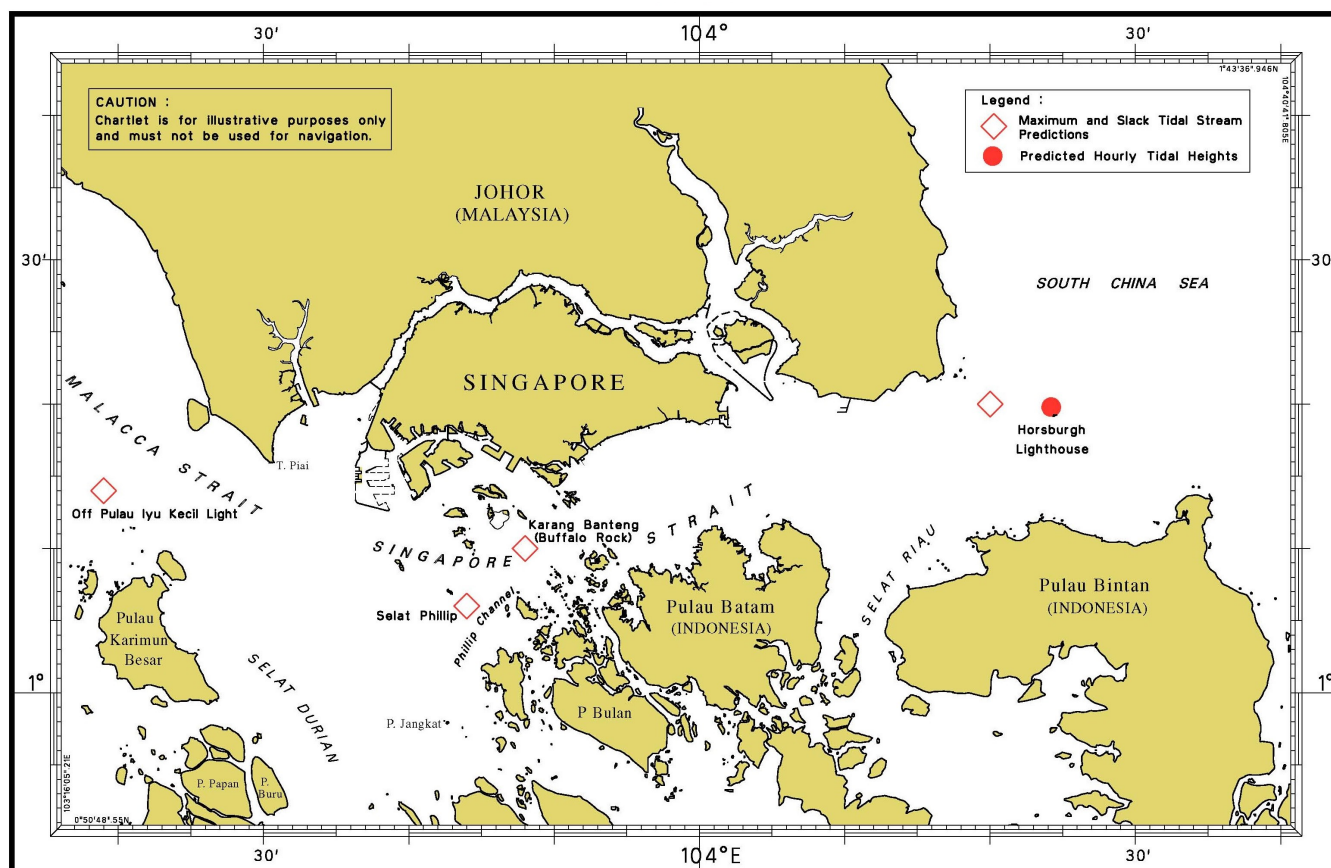 30'
104°
30'
1°43'36".946N
104°40'41".805E
CAUTION :
Chartlet is for illustrative purposes only
and must not be used for navigation.
Legend :
Maximum and Slack Tidal Stream
Predictions
Predicted Hourly Tidal Heights
JOHOR
(MALAYSIA)
30'
30'
SOUTH CHINA SEA
SINGAPORE
MALACCA STRAIT
T. Piai
Horsburgh
Lighthouse
Off Pulau Iyu Kecil Light
Karang Banteng
(Buffalo Rock)
SINGAPORE STRAIT
SELAT RIAU
Selat Phillip
Phillip Channel
Pulau
Karimun
Besar
Pulau Batam
(INDONESIA)
Pulau Bintan
(INDONESIA)
SELAT DURIAN
1°
1°
P. Jangkat
P Bulan
P. Papan
P.
Buru
103°16'05".21E
0°50'48".55N
30'
104°E
30'